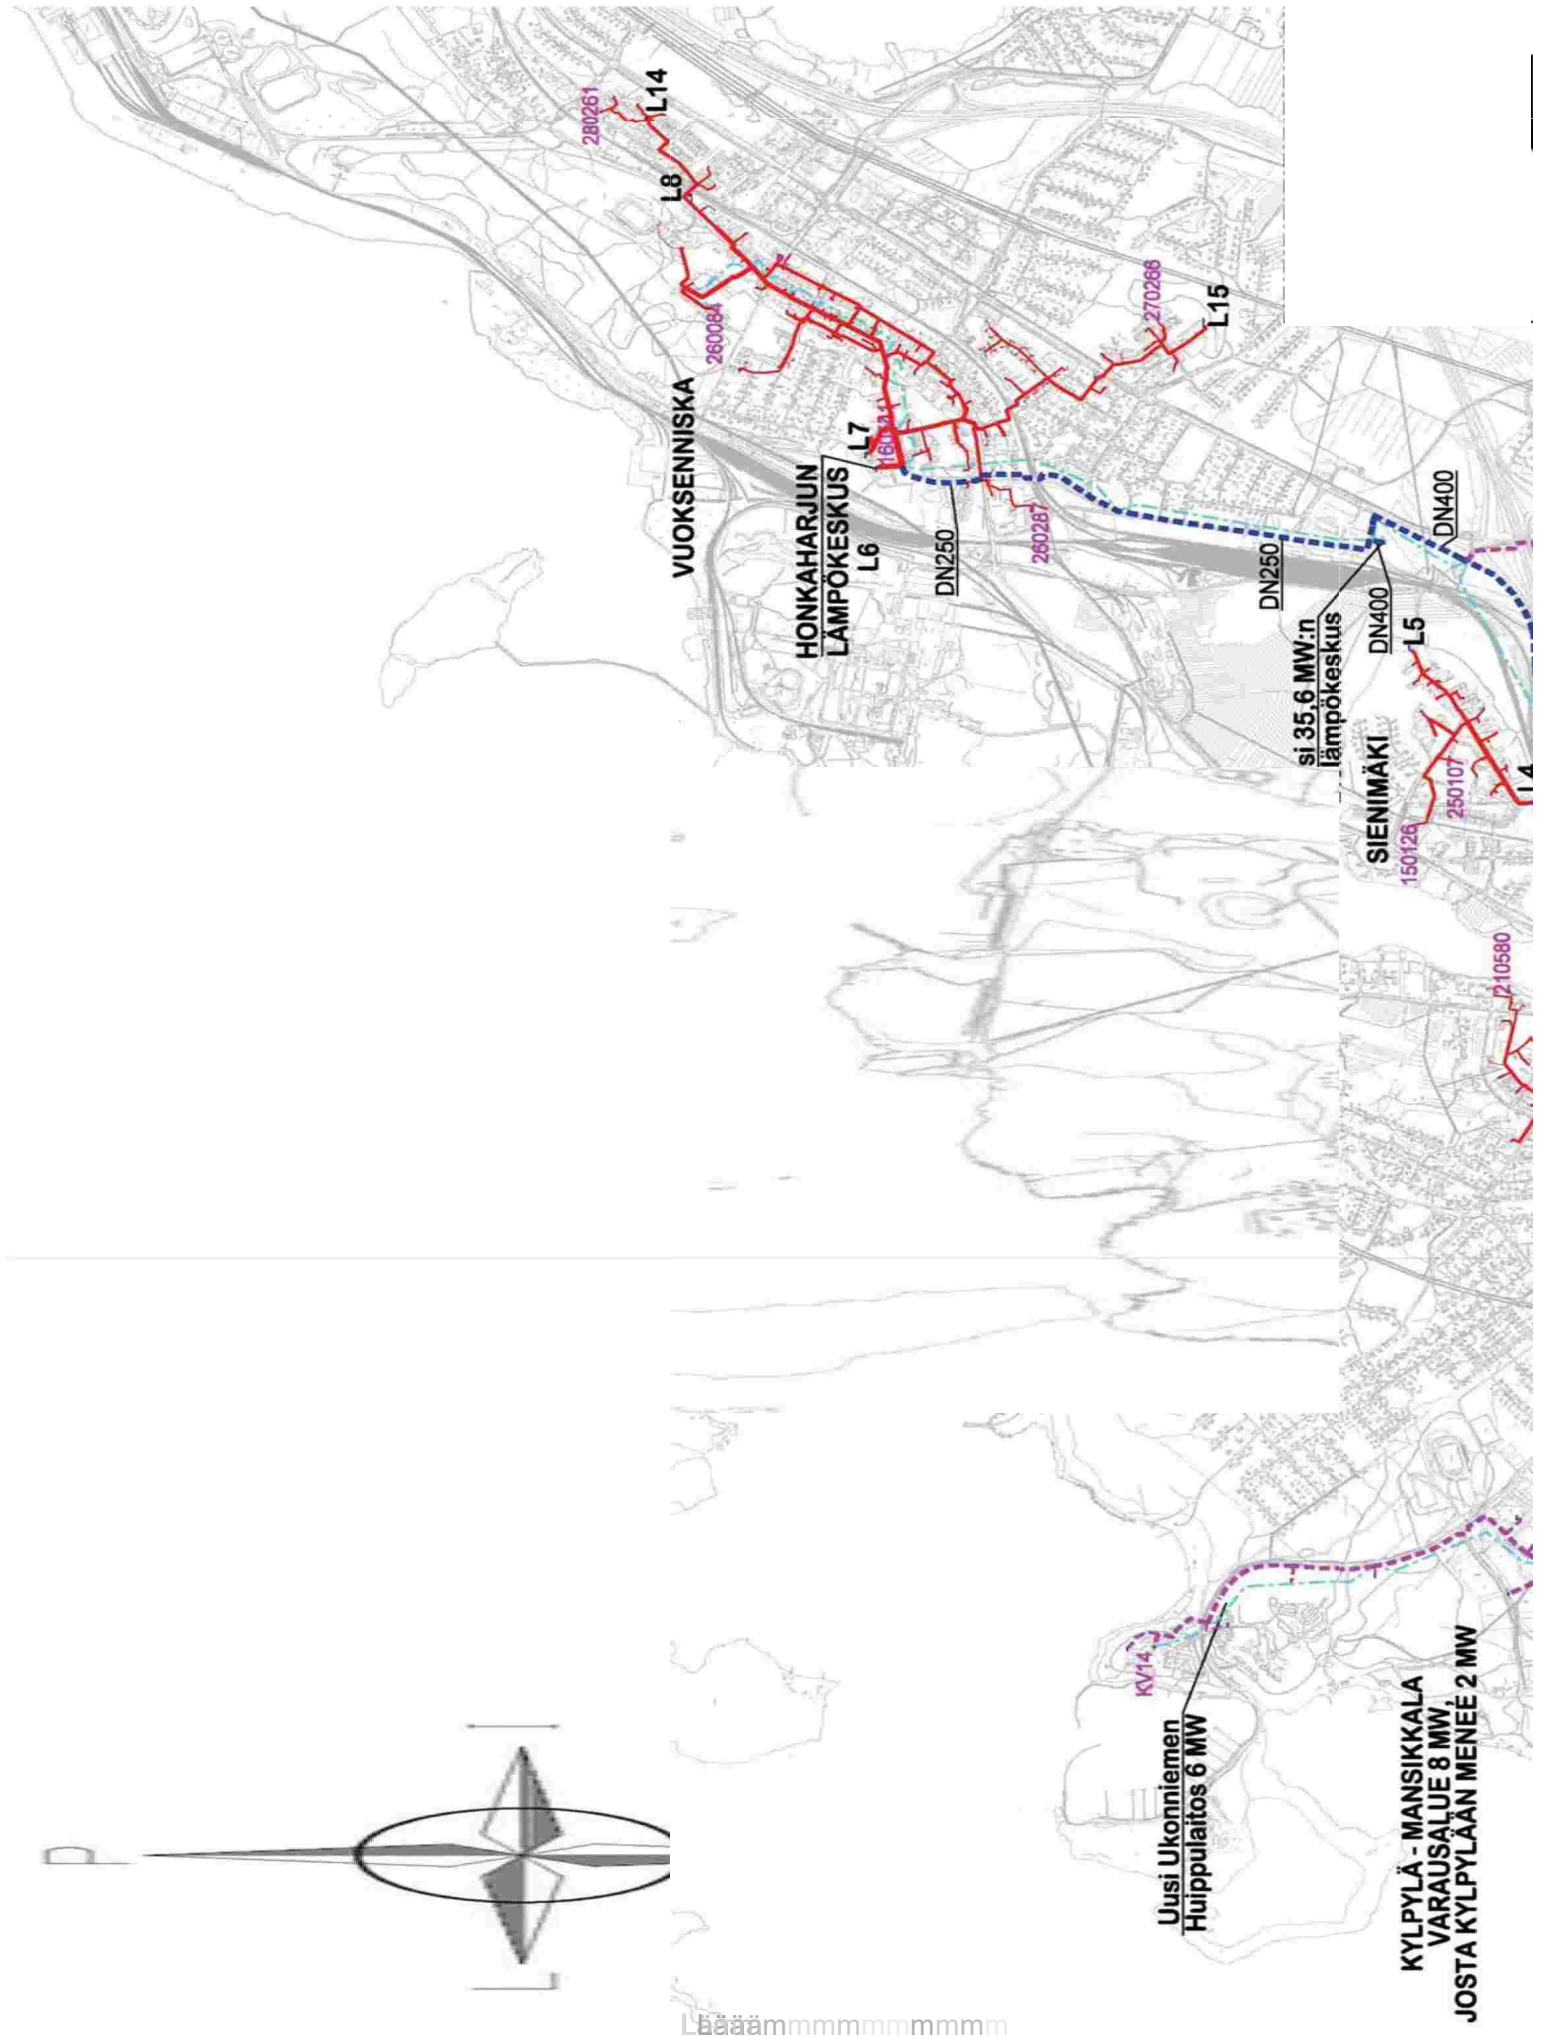 P
I
L
280261
L14
L8
260084
VUOKSENNISKA
270266
L15
L7
HONKAHARJUN
LÄMPÖKESKUS
L6
DN250
260287
DN250
si 35,6 MW:n
lämpökeskus
DN400
DN400
L5
SIENIMÄKI
150126
250107
L4
210580
KV14
Uusi Ukonniemen
Huippulaitos 6 MW
KYLPYLÄ - MANSIKKALA
VARAUSALUE 8 MW,
JOSTA KYLPYLÄÄN MENEE 2 MW